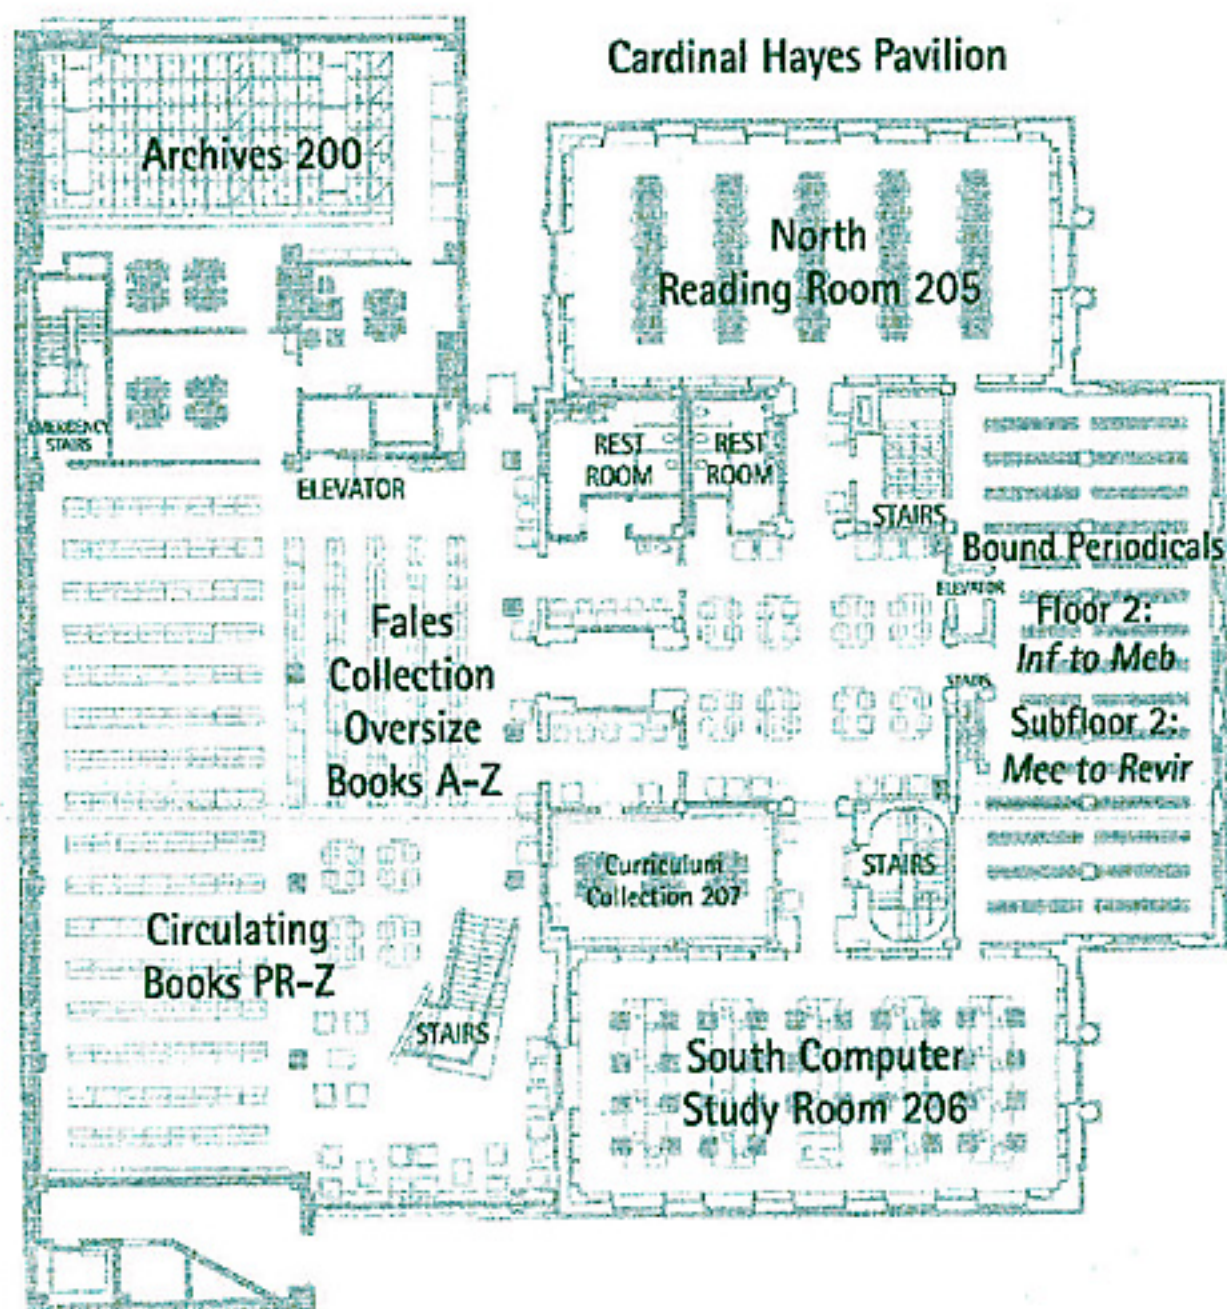 Cardinal Hayes Pavilion
Archives 200
North
Reading Room 205
EMERGENCY
STAIRS
ELEVATOR
REST
ROOM
REST
ROOM
STAIRS
Bound Periodicals
ELEVATOR
Floor 2:
Inf to Meb
STAIRS
Subfloor 2:
Mec to Revir
Fales
Collection
Oversize
Books A-Z
Curriculum
Collection 207
STAIRS
Circulating
Books PR-Z
STAIRS
South Computer
Study Room 206